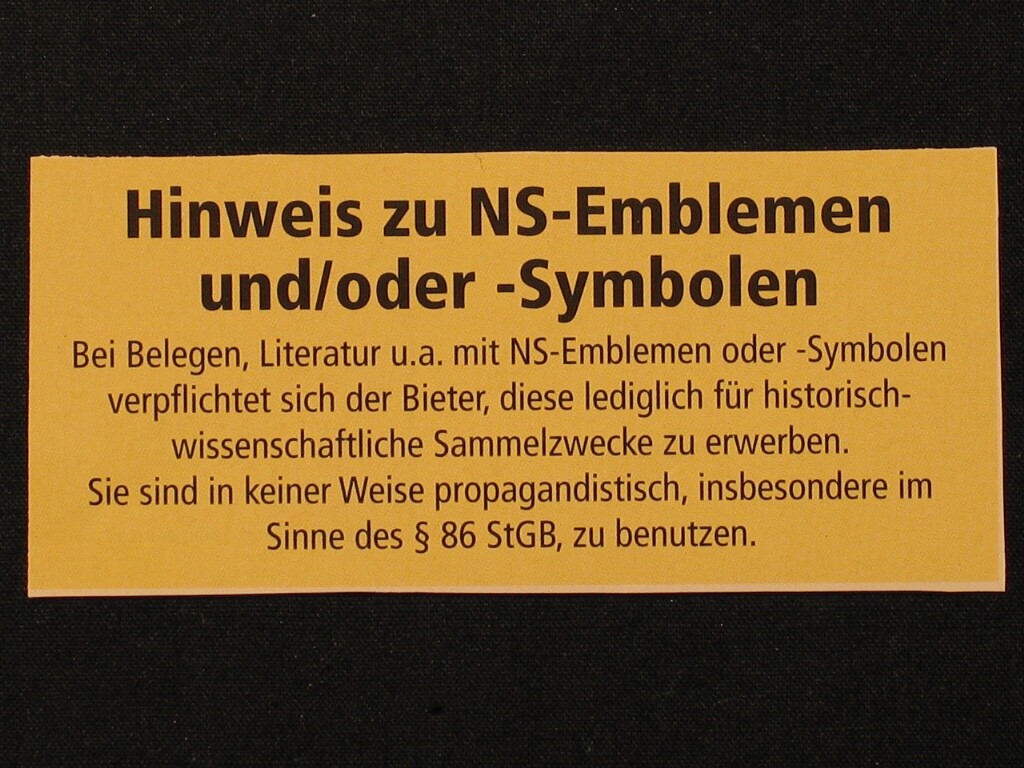 Hinweis zu NS-Emblemen
und/oder -Symbolen
Bei Belegen, Literatur u.a. mit NS-Emblemen oder -Symbolen
verpflichtet sich der Bieter, diese lediglich für historisch-
wissenschaftliche Sammelzwecke zu erwerben.
Sie sind in keiner Weise propagandistisch, insbesondere im
Sinne des § 86 StGB, zu benutzen.